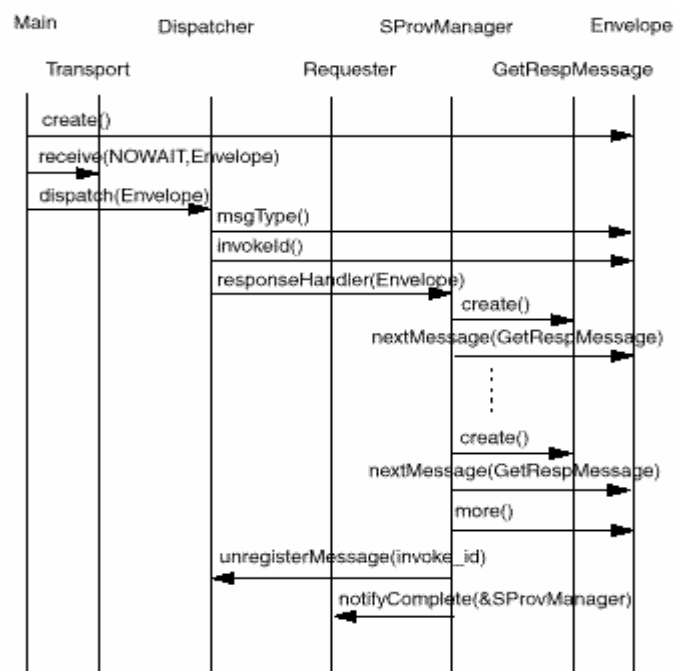 Main Dispatcher SProvManager Envelope
Transport Requester GetRespMessage
create()
receive(NOWAIT,Envelope)
dispatch(Envelope)
msgType()
invokeId()
responseHandler(Envelope)
create()
nextMessage(GetRespMessage)
create()
nextMessage(GetRespMessage)
more()
unregisterMessage(invoke_id)
notifyComplete(&SProvManager)